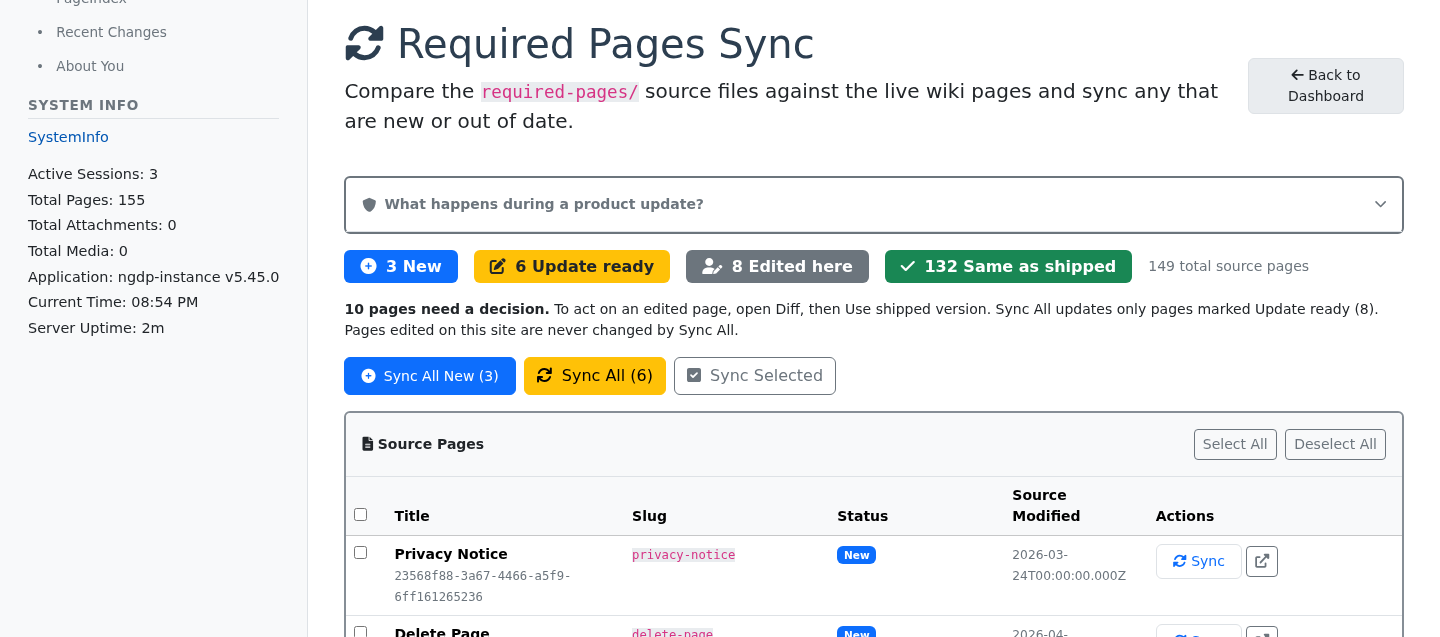 PageIndex
Recent Changes
About You
SYSTEM INFO
SystemInfo
Active Sessions: 3
Total Pages: 155
Total Attachments: 0
Total Media: 0
Application: ngdp-instance v5.45.0
Current Time: 08:54 PM
Server Uptime: 2m
Required Pages Sync
Compare the required-pages/ source files against the live wiki pages and sync any that
are new or out of date.
Back to
Dashboard
What happens during a product update?
3 New
6 Update ready
8 Edited here
132 Same as shipped
149 total source pages
10 pages need a decision. To act on an edited page, open Diff, then Use shipped version. Sync All updates only pages marked Update ready (8).
Pages edited on this site are never changed by Sync All.
Sync All New (3)
Sync All (6)
Sync Selected
Source Pages
Select All
Deselect All
Title
Slug
Status
Source
Modified
Actions
Privacy Notice
23568f88-3a67-4466-a5f9-
6ff161265236
privacy-notice
New
2026-03-
24T00:00:00.000Z
Sync
Delete Page
delete-page
New
2026-04-